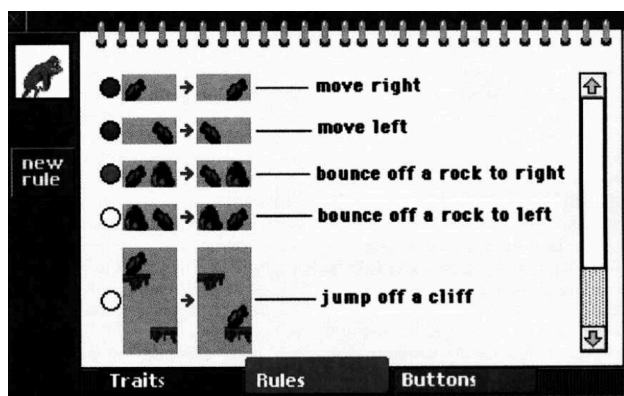 move right
move left
new
rule
bounce off a rock to right
bounce off a rock to left
jump off a cliff
Traits
Rules
Buttons